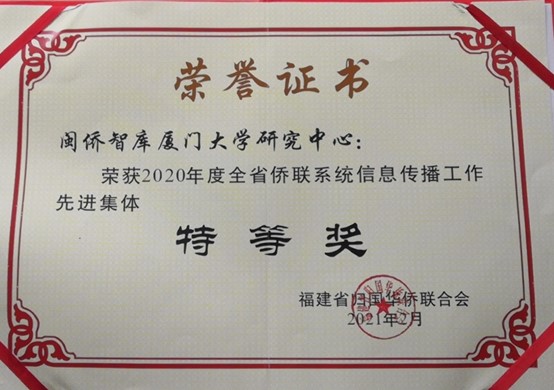 荣誉证书
闽侨智库厦门大学研究中心：
荣获2020年度全省侨联系统信息传播工作
先进集体
特等奖
福建省归国华侨联合会
2021年2月